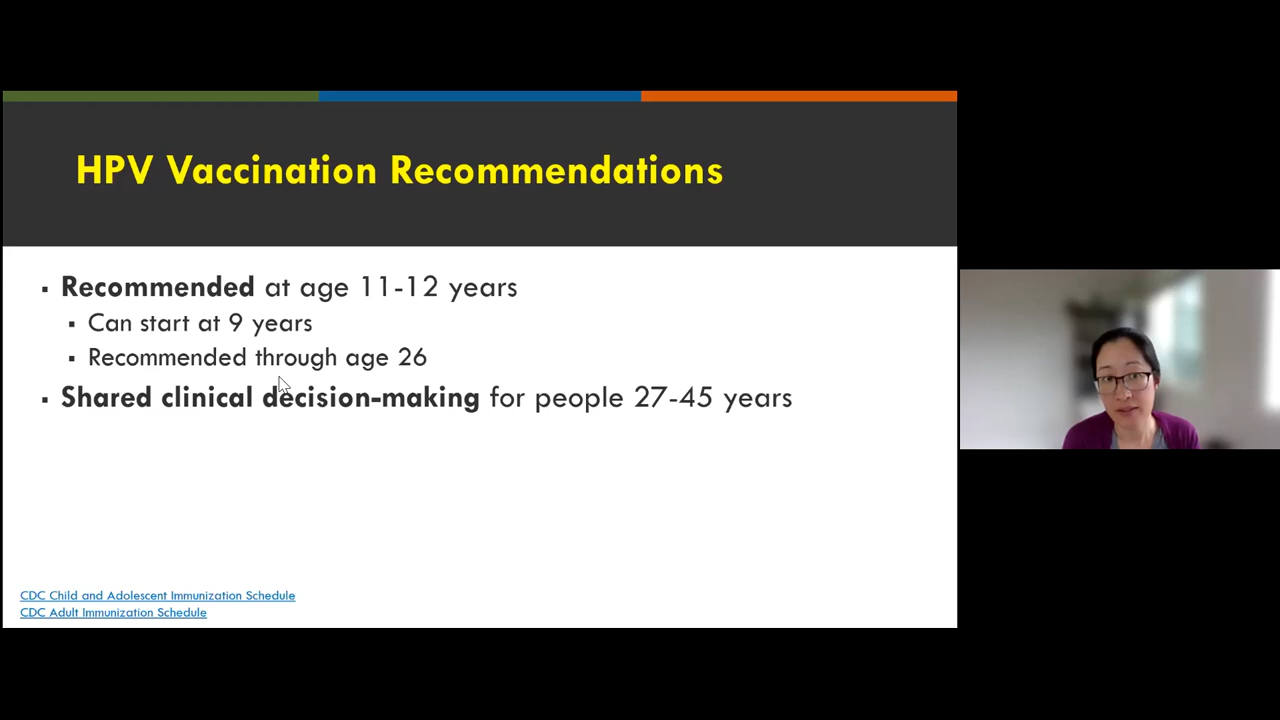 HPV Vaccination Recommendations
▪ Recommended at age 11-12 years
▪ Can start at 9 years
▪ Recommended through age 26
▪ Shared clinical decision-making for people 27-45 years
CDC Child and Adolescent Immunization Schedule
CDC Adult Immunization Schedule